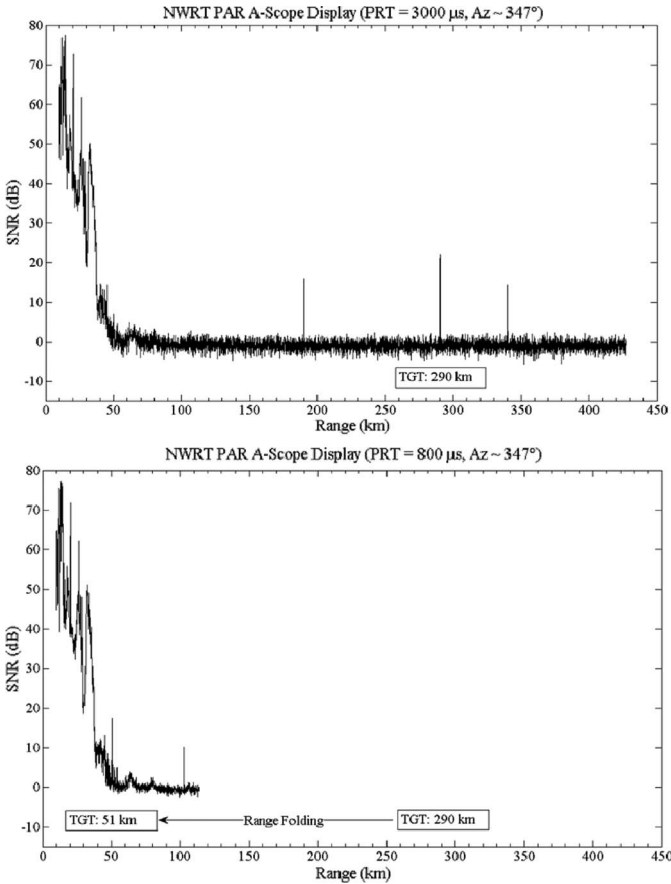 NWRT PAR A-Scope Display (PRT = 3000 µs, Az ~ 347°)
80
70
60
50
40
30
20
10
0
-10
SNR (dB)
TGT: 290 km
0 50 100 150 200 250 300 350 400 450
Range (km)
NWRT PAR A-Scope Display (PRT = 800 µs, Az ~ 347°)
80
70
60
50
40
30
20
10
0
-10
SNR (dB)
TGT: 51 km Range Folding TGT: 290 km
0 50 100 150 200 250 300 350 400 450
Range (km)